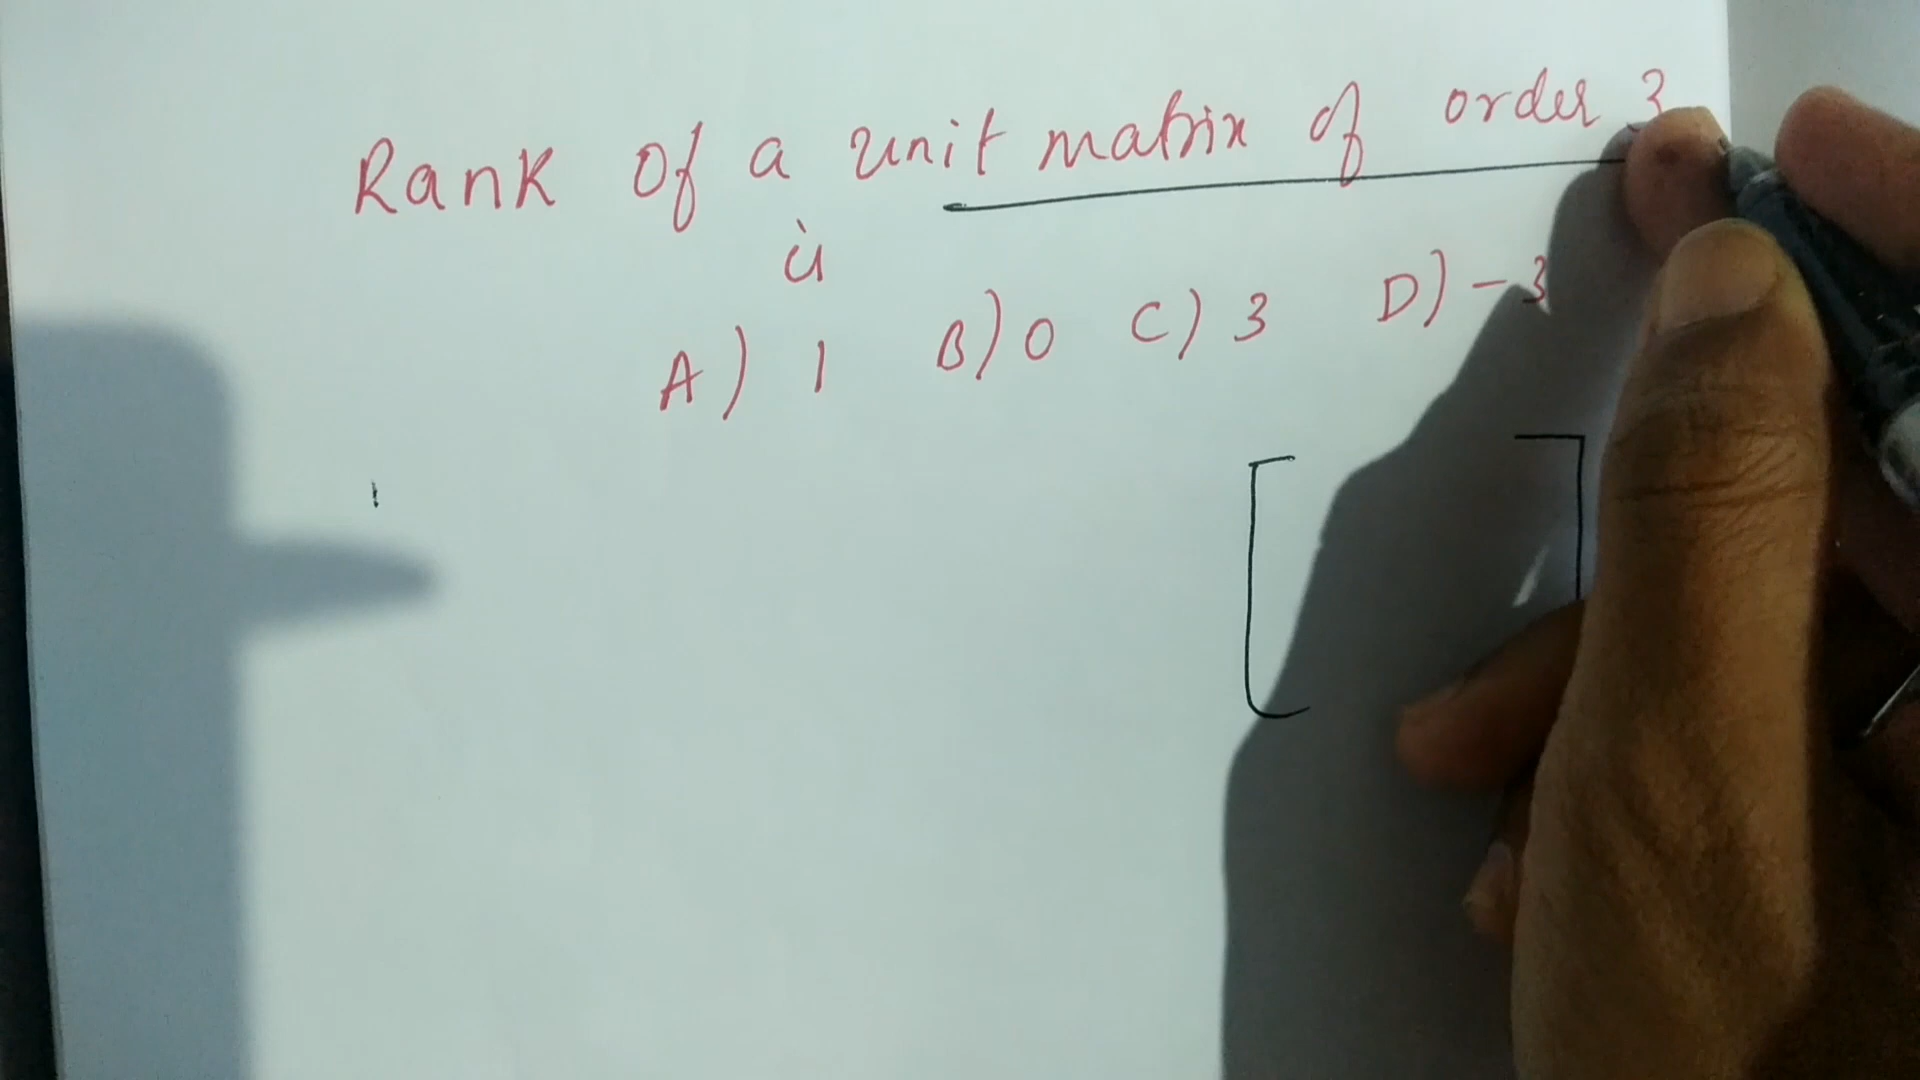 Rank Of a unit matrix of order 3
is
A) 1 B) 0 C) 3 D) -3